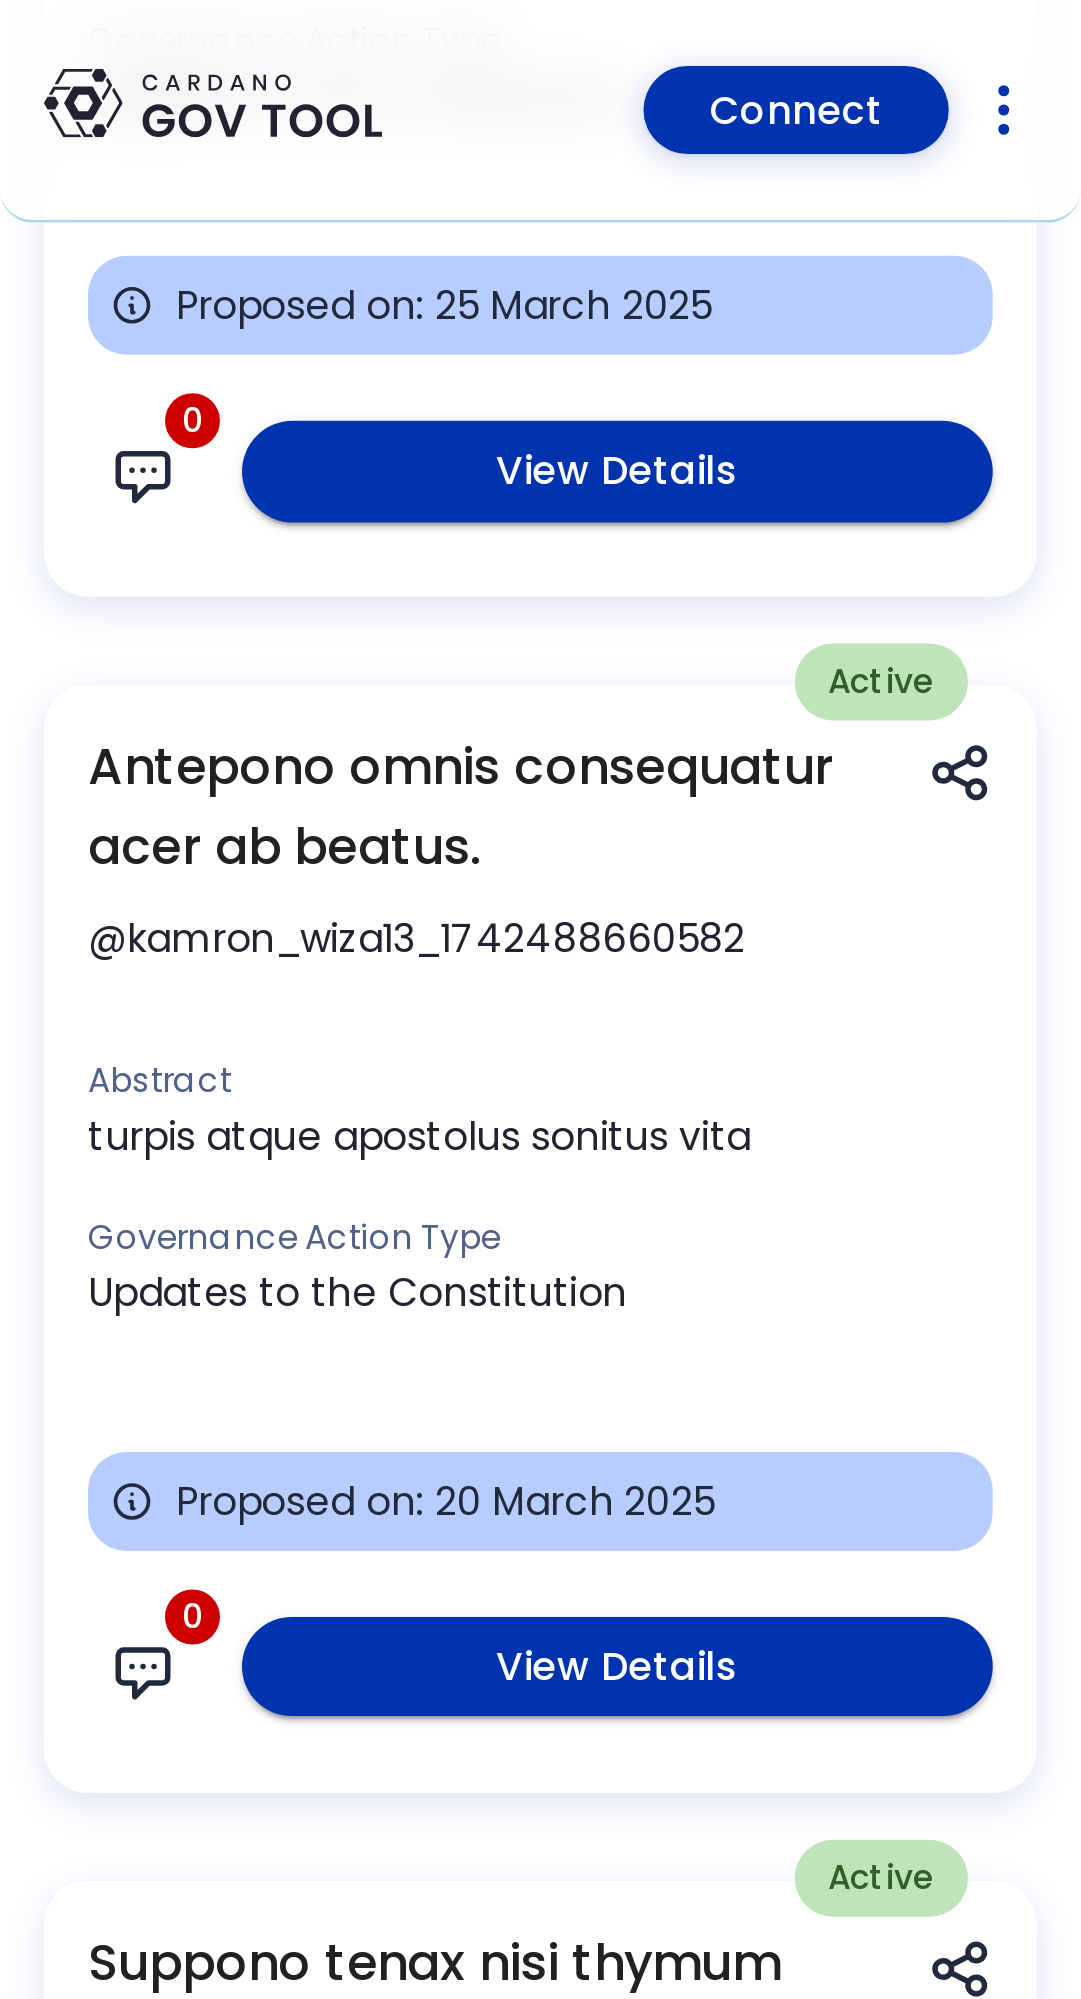 Governance Action Type
CARDANO
GOV TOOL
Connect
Proposed on: 25 March 2025
0
View Details
Active
Antepono omnis consequatur
acer ab beatus.
@kamron_wiza13_1742488660582
Abstract
turpis atque apostolus sonitus vita
Governance Action Type
Updates to the Constitution
Proposed on: 20 March 2025
0
View Details
Active
Suppono tenax nisi thymum